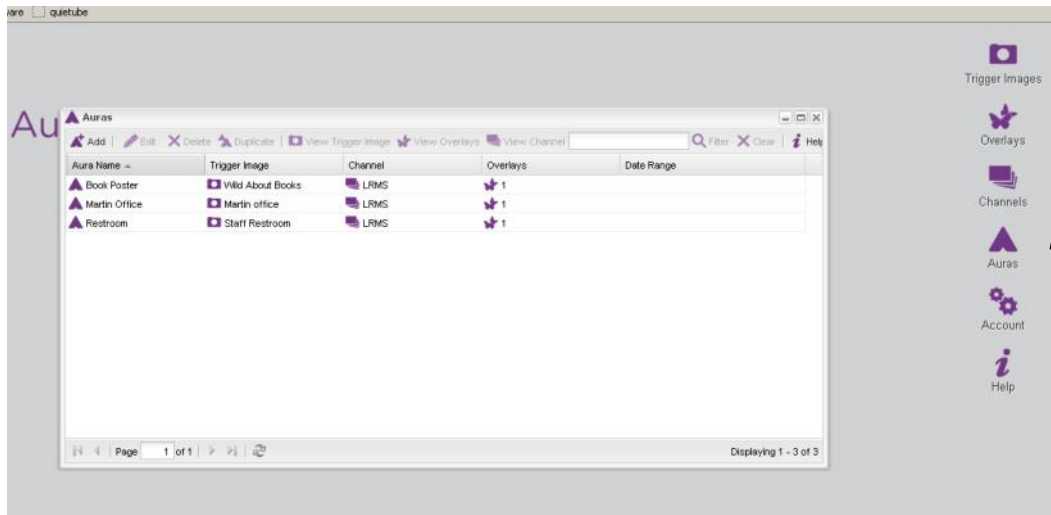 vare quietube
Trigger Images
Au
Auras
Add Edit Delete Duplicate View Trigger Image View Overlays View Channel Filter Clear Help
Overlays
Aura Name Trigger Image Channel Overlays Date Range
Book Poster Wild About Books LRMS 1
Martin Office Martin office LRMS 1
Restroom Staff Restroom LRMS 1
Channels
Auras
Account
Help
Page 1 of 1 Displaying 1 - 3 of 3